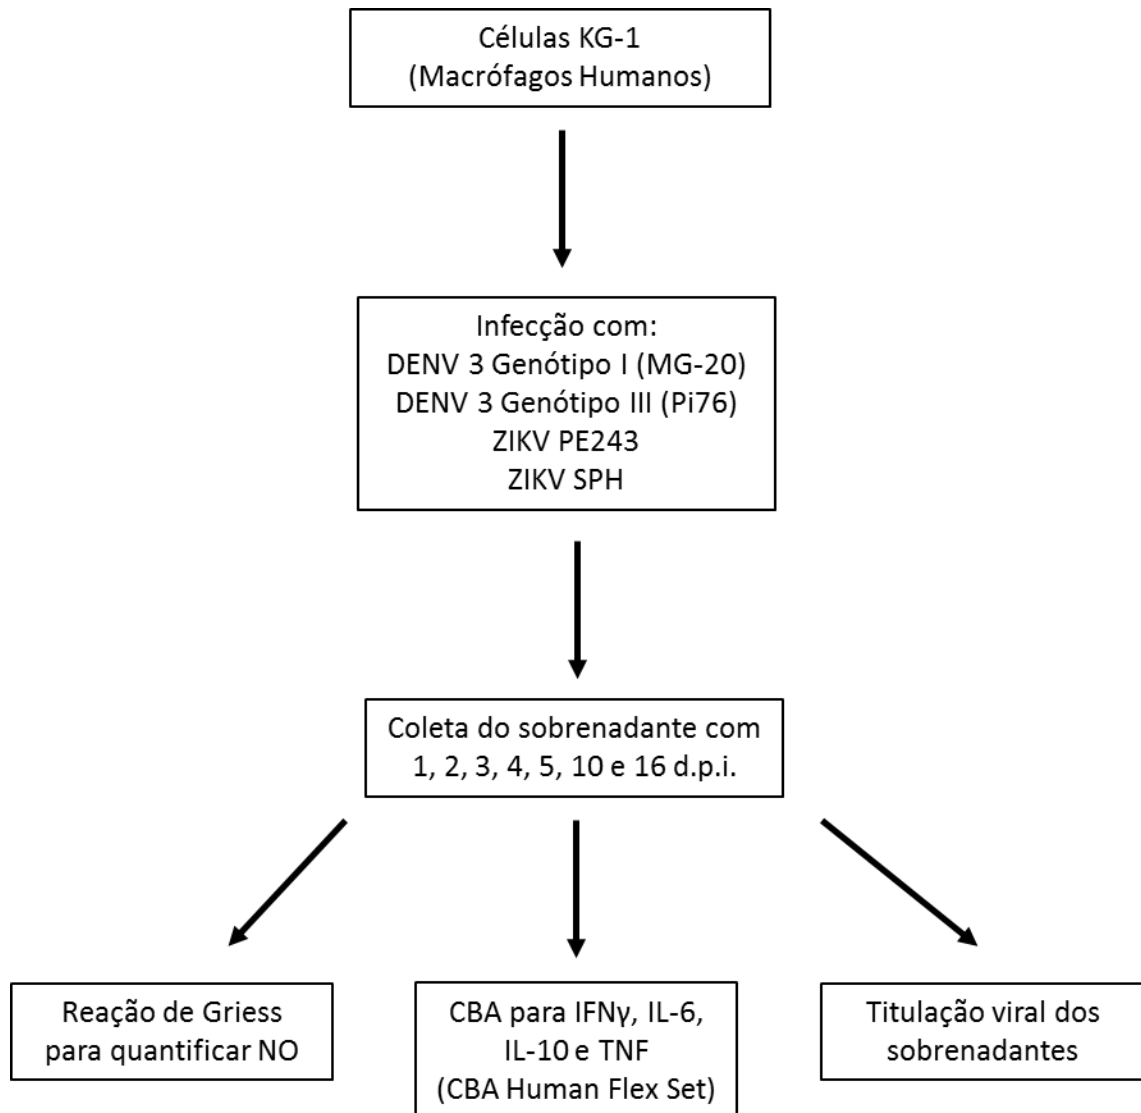 Células KG-1
(Macrófagos Humanos)
Infecção com:
DENV 3 Genótipo I (MG-20)
DENV 3 Genótipo III (Pi76)
ZIKV PE243
ZIKV SPH
Coleta do sobrenadante com
1, 2, 3, 4, 5, 10 e 16 d.p.i.
Reação de Griess
para quantificar NO
CBA para IFNγ, IL-6,
IL-10 e TNF
(CBA Human Flex Set)
Titulação viral dos
sobrenadantes